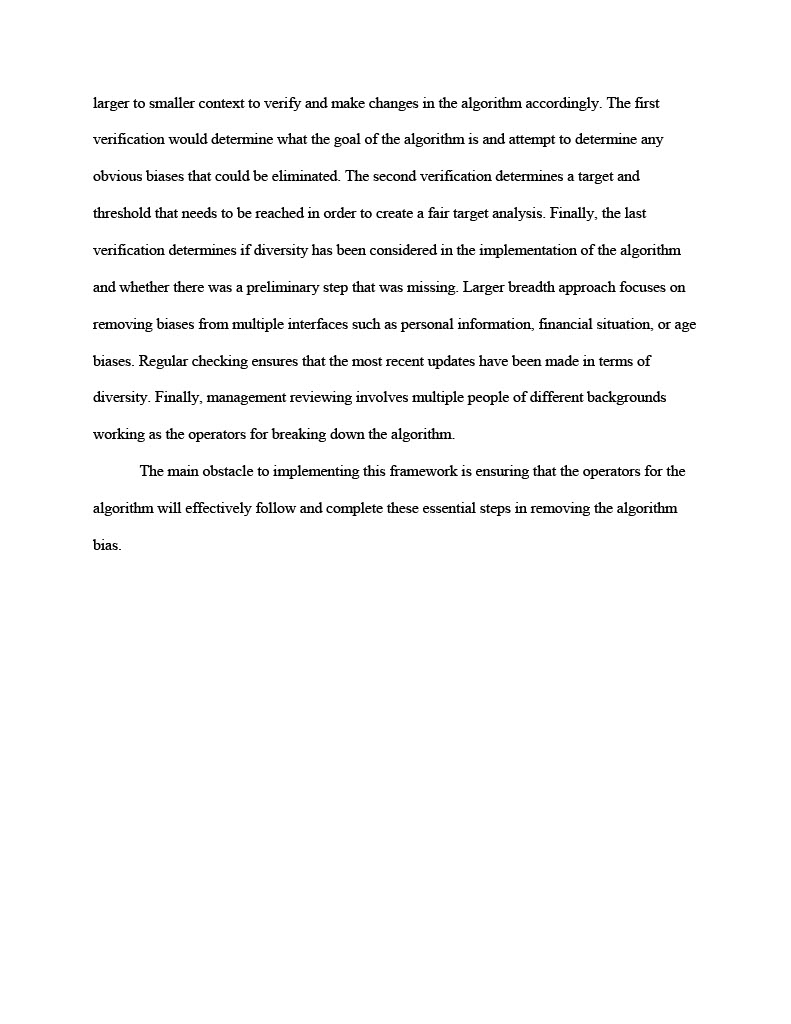 larger to smaller context to verify and make changes in the algorithm accordingly. The first
verification would determine what the goal of the algorithm is and attempt to determine any
obvious biases that could be eliminated. The second verification determines a target and
threshold that needs to be reached in order to create a fair target analysis. Finally, the last
verification determines if diversity has been considered in the implementation of the algorithm
and whether there was a preliminary step that was missing. Larger breadth approach focuses on
removing biases from multiple interfaces such as personal information, financial situation, or age
biases. Regular checking ensures that the most recent updates have been made in terms of
diversity. Finally, management reviewing involves multiple people of different backgrounds
working as the operators for breaking down the algorithm.
The main obstacle to implementing this framework is ensuring that the operators for the
algorithm will effectively follow and complete these essential steps in removing the algorithm
bias.